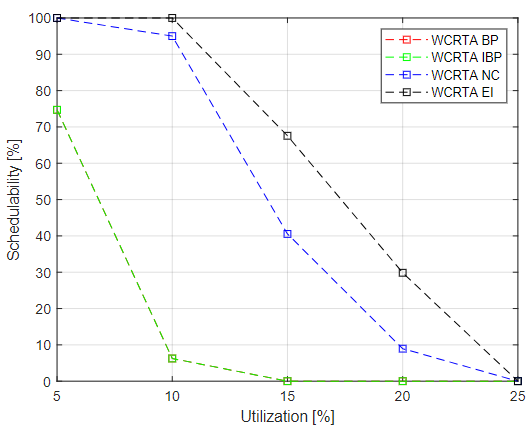 100
90
80
70
60
50
40
30
20
10
0
Schedulability [%]
5
10
15
20
25
Utilization [%]
WCRTA BP
WCRTA IBP
WCRTA NC
WCRTA EI